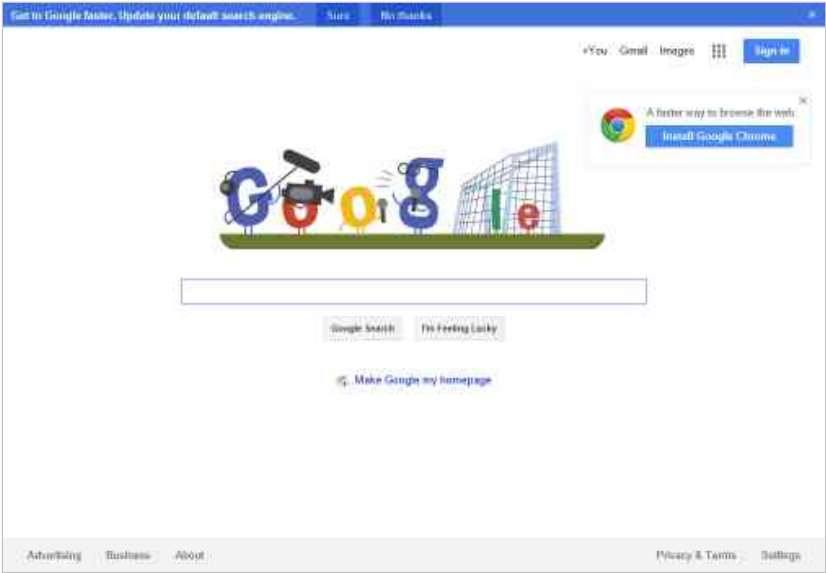 Get to Google faster. Update your default search engine. Sure No thanks ×
+You Gmail Images Sign in
A faster way to browse the web
Install Google Chrome
Google
Google Search I'm Feeling Lucky
Make Google my homepage
Advertising Business About Privacy & Terms Settings